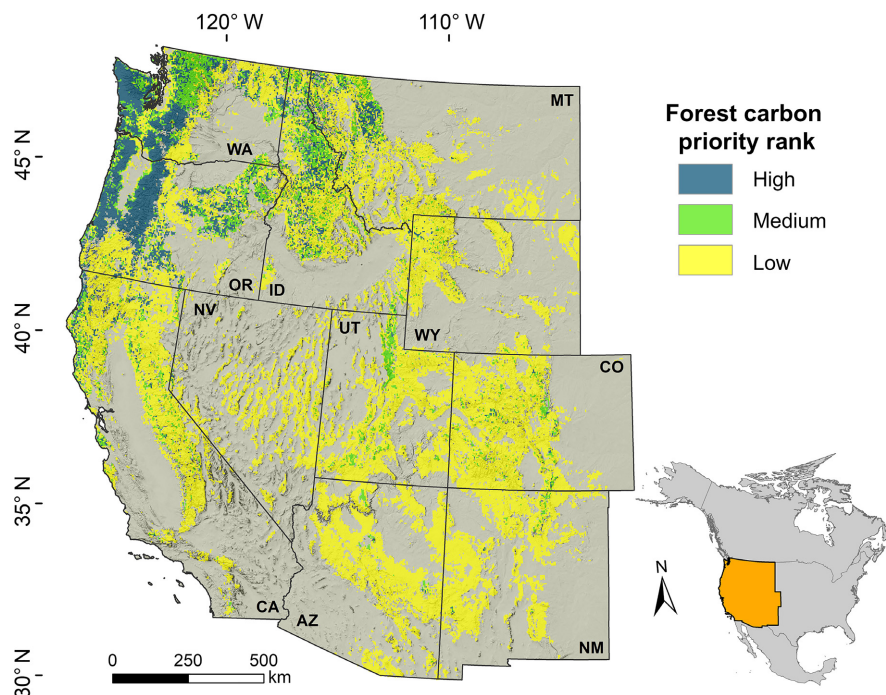 120° W
110° W
45° N
40° N
35° N
30° N
MT
WA
OR
ID
NV
UT
WY
CO
CA
AZ
NM
Forest carbon
priority rank
High
Medium
Low
N
0 250 500
km